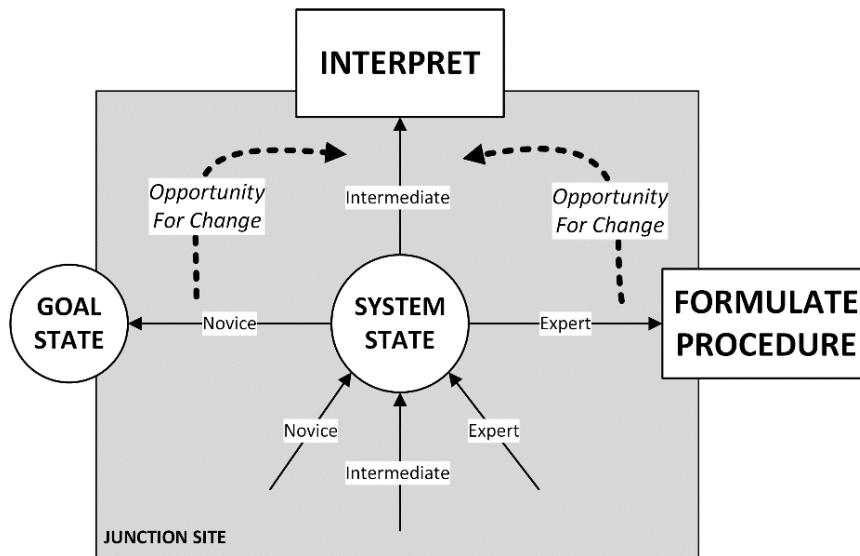 INTERPRET
Opportunity
For Change
Intermediate
Opportunity
For Change
GOAL
STATE
Novice
SYSTEM
STATE
Expert
FORMULATE
PROCEDURE
Novice
Expert
Intermediate
JUNCTION SITE